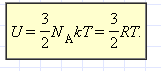 U = 3/2 N_A kT = 3/2 RT.